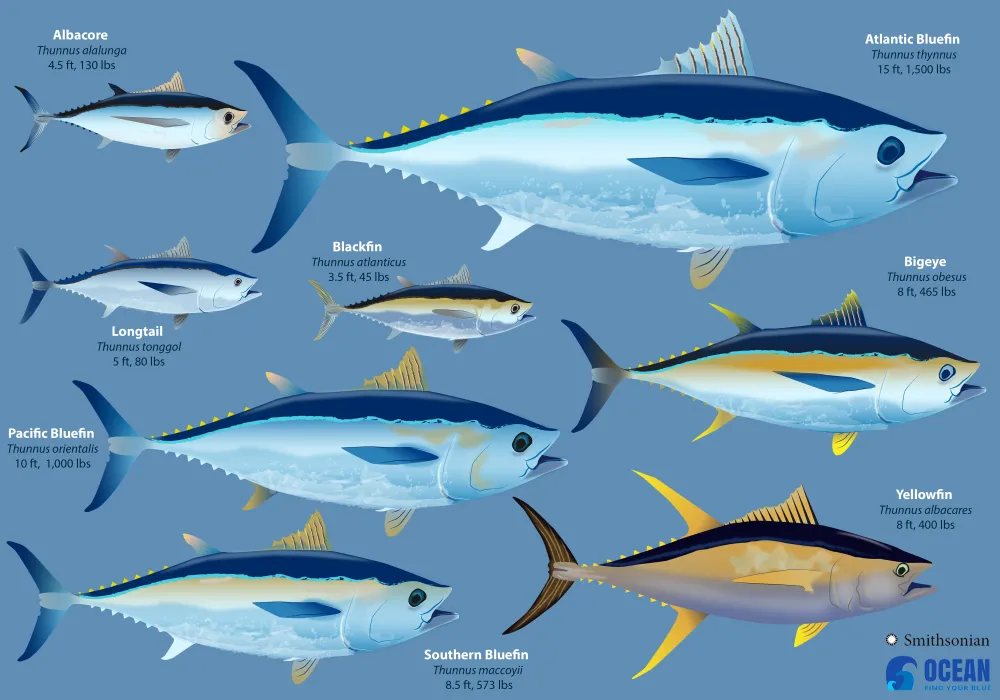 Albacore
Thunnus alalunga
4.5 ft, 130 lbs
Atlantic Bluefin
Thunnus thynnus
15 ft, 1,500 lbs
Blackfin
Thunnus atlanticus
3.5 ft, 45 lbs
Bigeye
Thunnus obesus
8 ft, 465 lbs
Longtail
Thunnus tonggol
5 ft, 80 lbs
Pacific Bluefin
Thunnus orientalis
10 ft, 1,000 lbs
Yellowfin
Thunnus albacares
8 ft, 400 lbs
Southern Bluefin
Thunnus maccoyii
8.5 ft, 573 lbs
Smithsonian
OCEAN
FIND YOUR BLUE